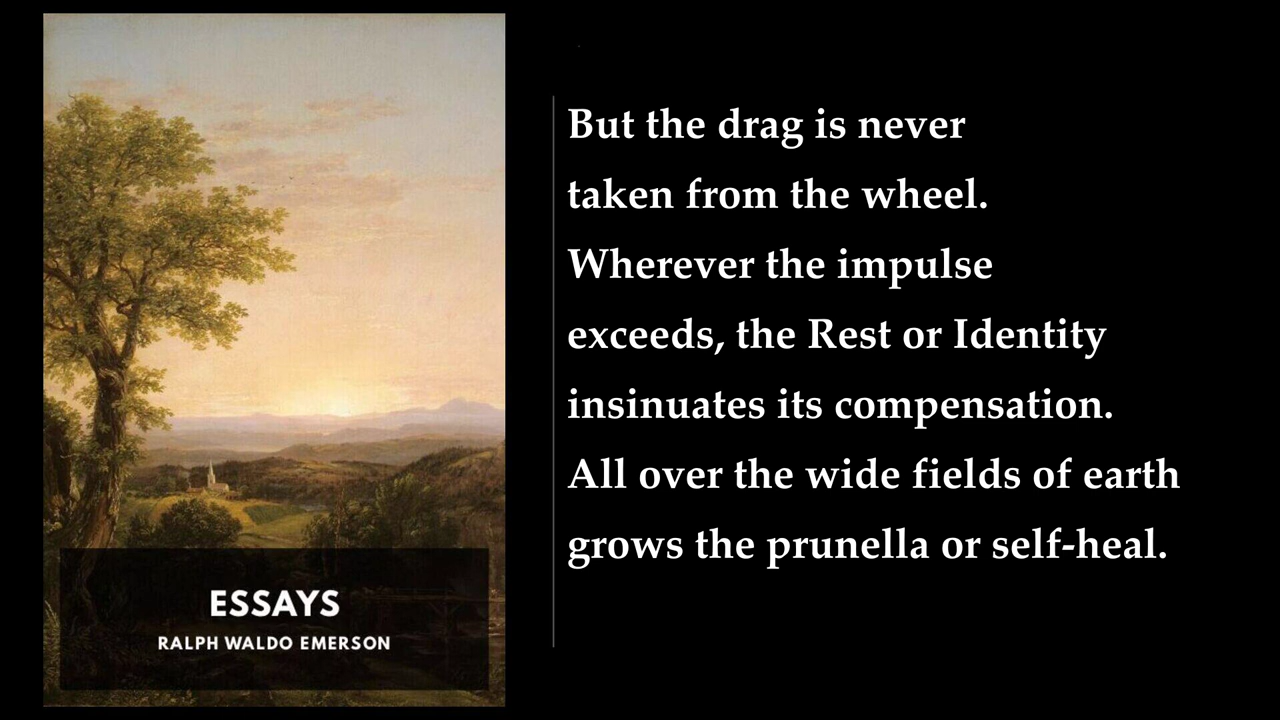 ESSAYS
RALPH WALDO EMERSON
But the drag is never
taken from the wheel.
Wherever the impulse
exceeds, the Rest or Identity
insinuates its compensation.
All over the wide fields of earth
grows the prunella or self-heal.